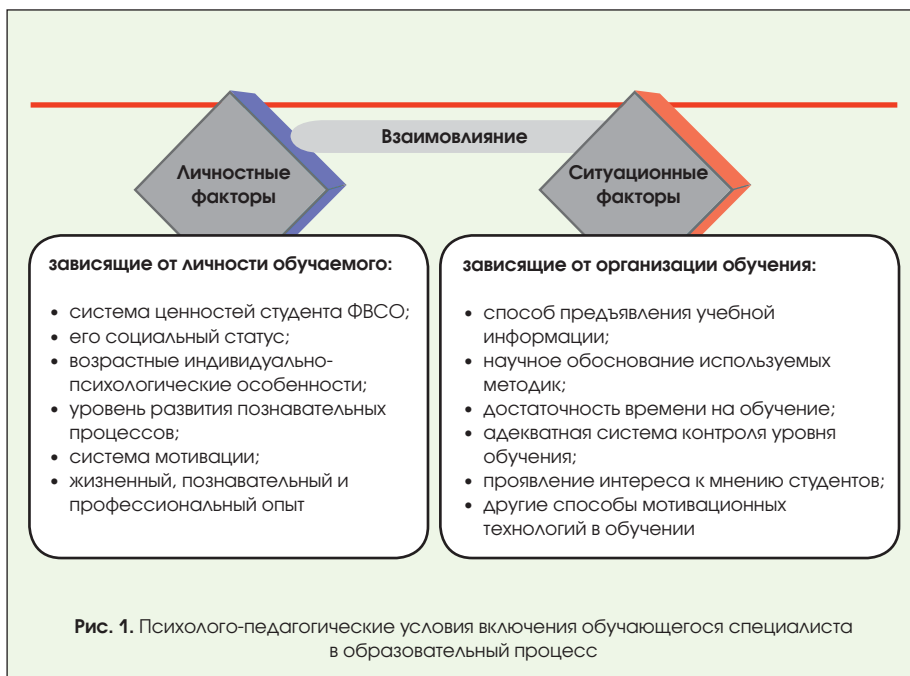 Взаимовлияние
Личностные
факторы
Ситуационные
факторы
зависящие от личности обучаемого:
• система ценностей студента ФВСО;
• его социальный статус;
• возрастные индивидуально-
психологические особенности;
• уровень развития познавательных
процессов;
• система мотивации;
• жизненный, познавательный и
профессиональный опыт
зависящие от организации обучения:
• способ предъявления учебной
информации;
• научное обоснование используемых
методик;
• достаточность времени на обучение;
• адекватная система контроля уровня
обучения;
• проявление интереса к мнению студентов;
• другие способы мотивационных
технологий в обучении
Рис. 1. Психолого-педагогические условия включения обучающегося специалиста
в образовательный процесс